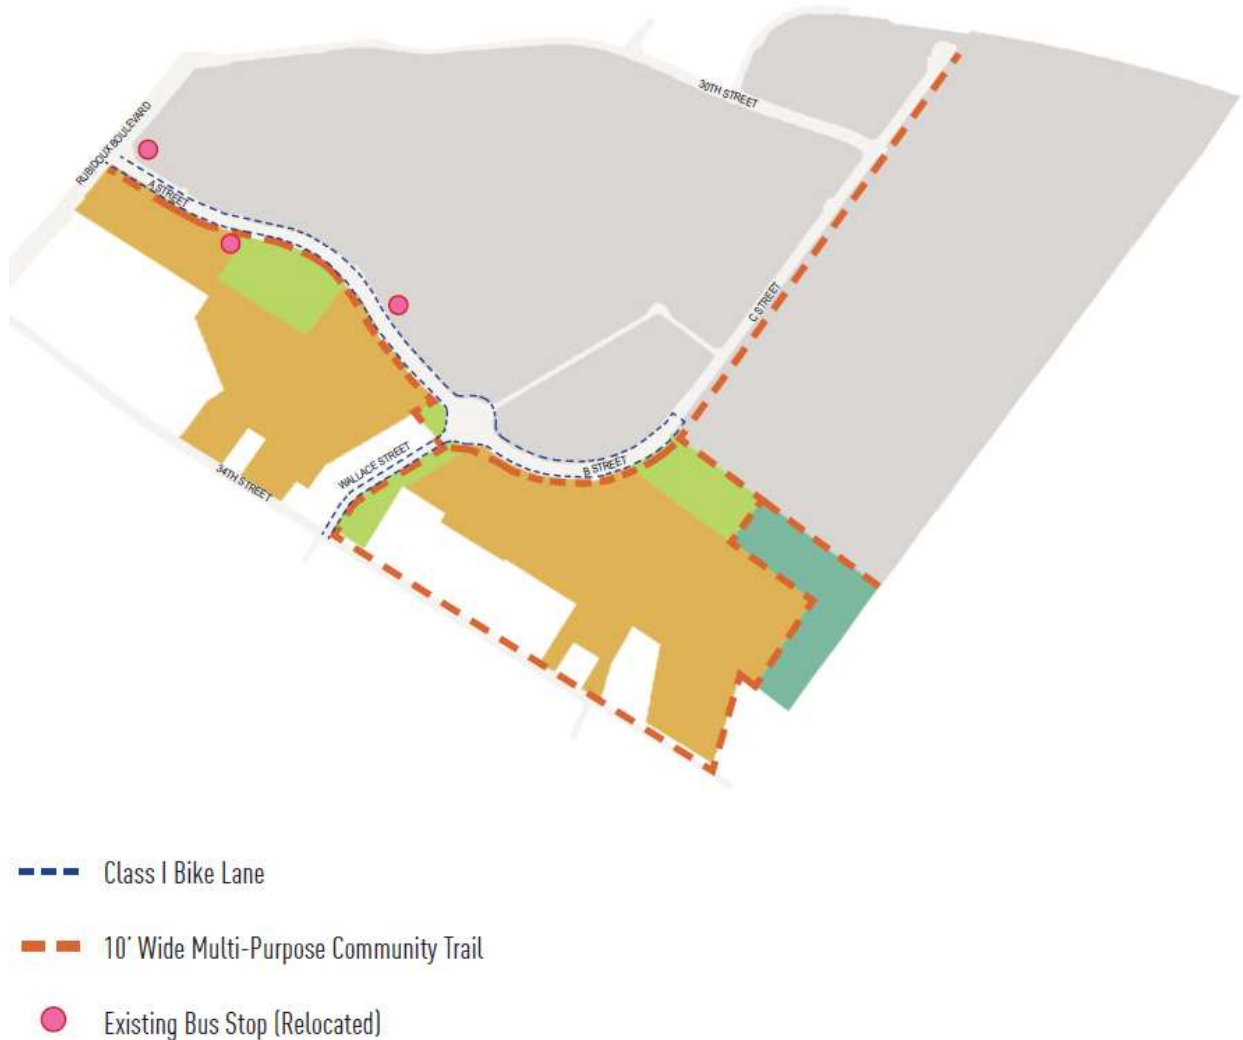 30TH STREET
RUBIDOUX BOULEVARD
A STREET
C STREET
B STREET
WALLACE STREET
34TH STREET
Class I Bike Lane
10' Wide Multi-Purpose Community Trail
Existing Bus Stop (Relocated)